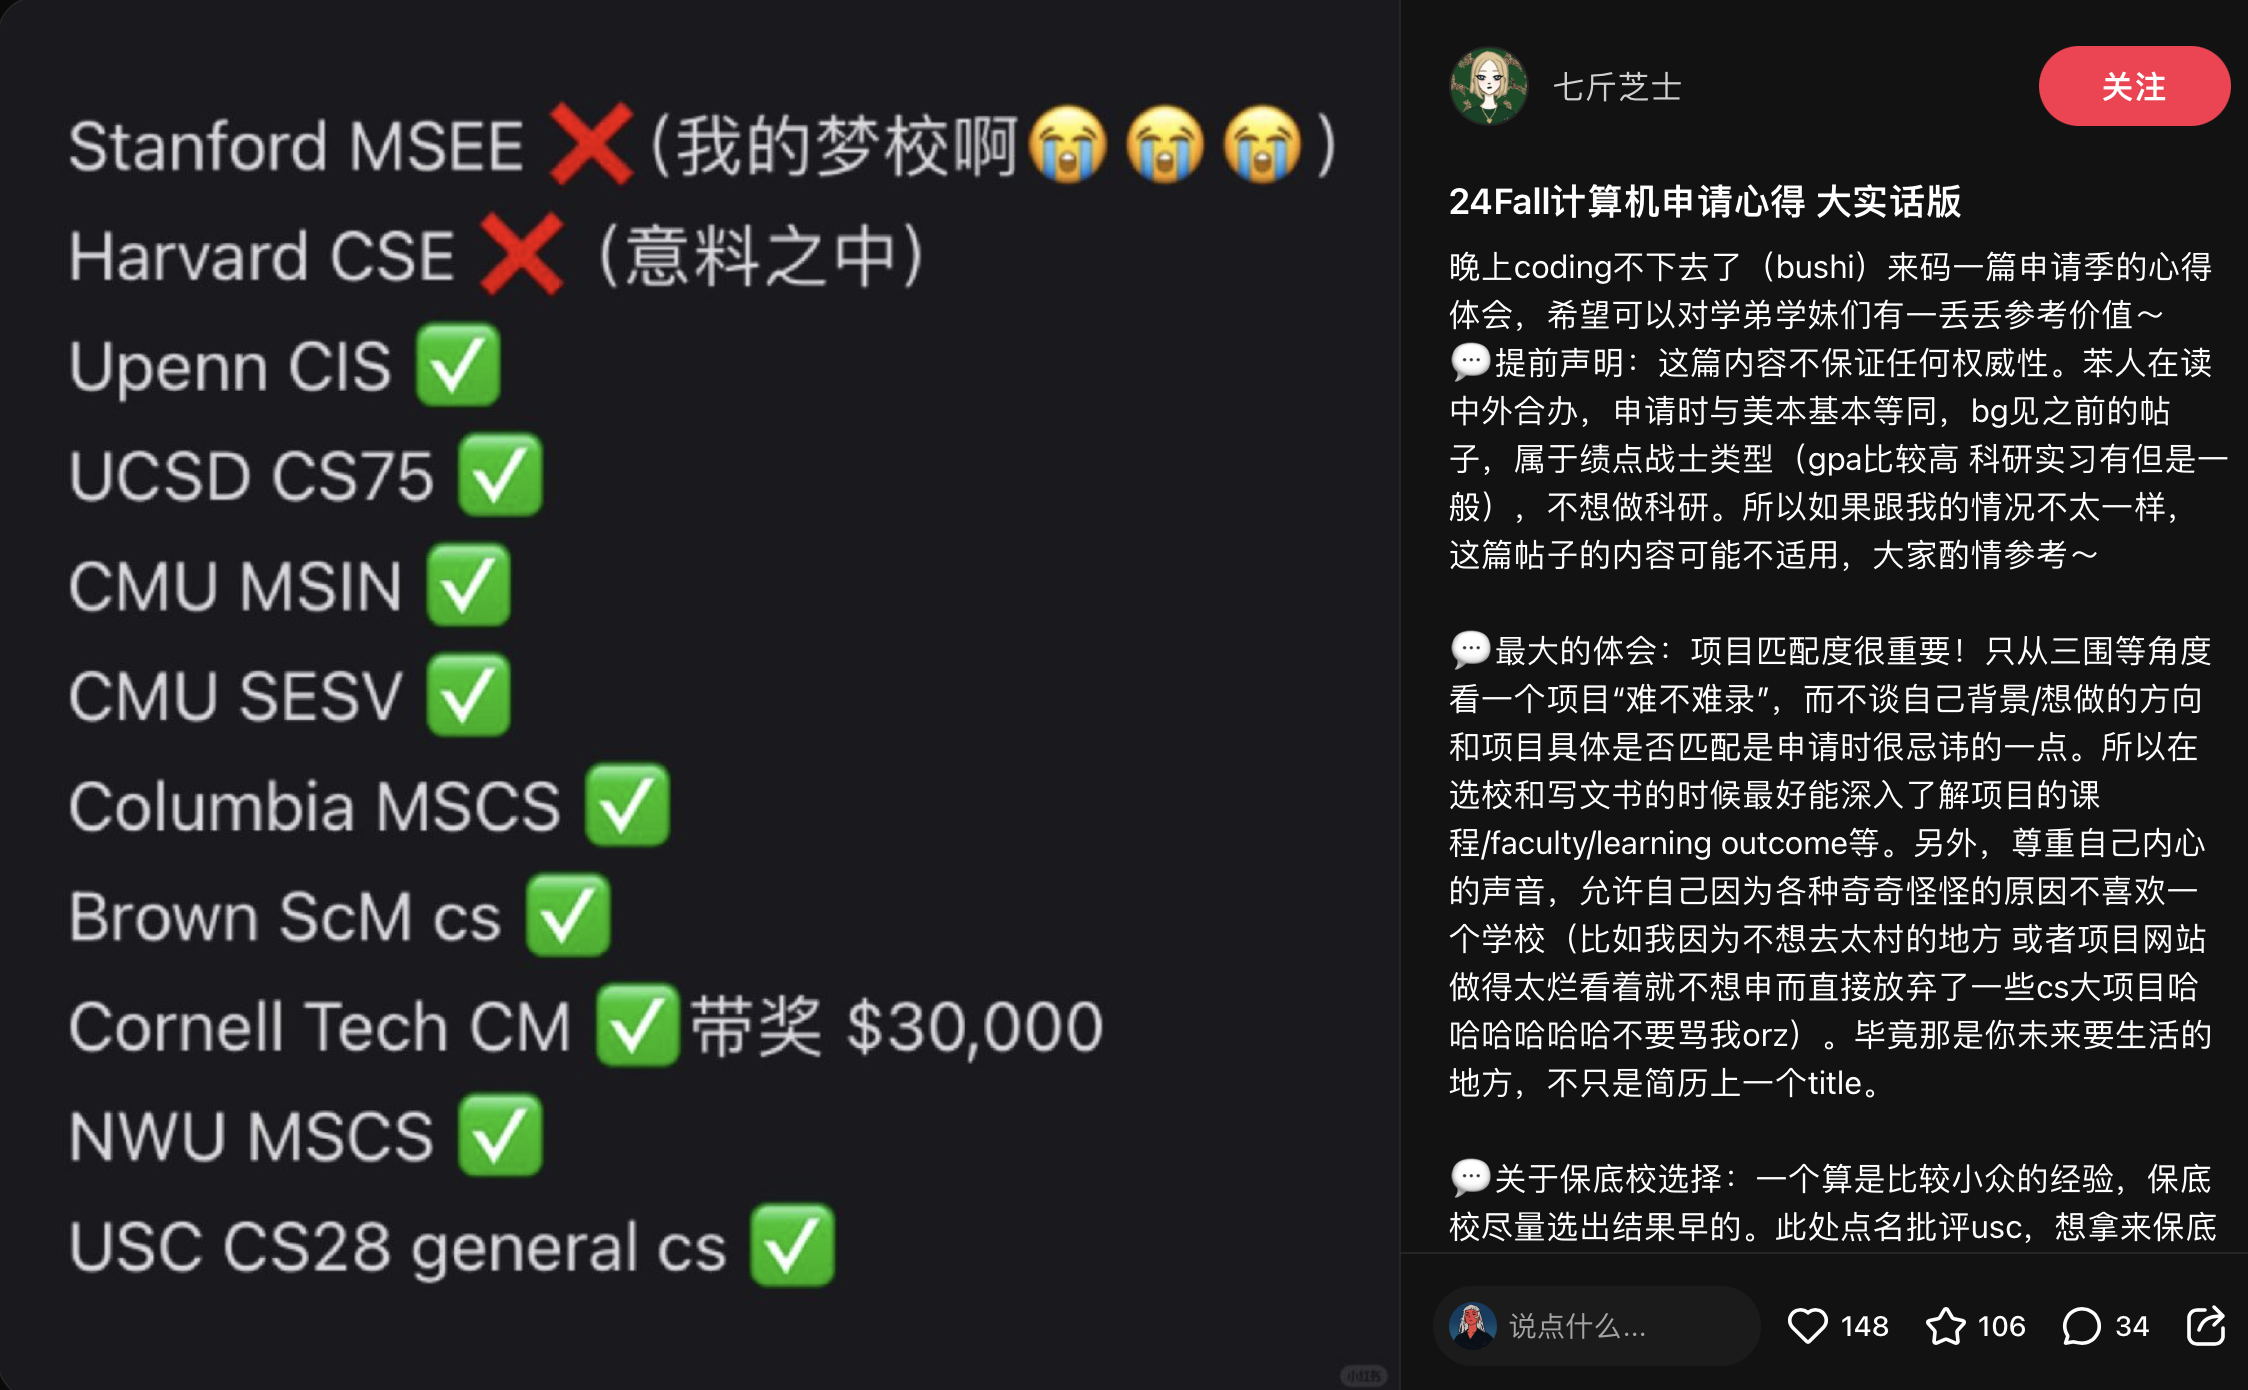 Stanford MSEE ❌(我的梦校啊😭😭😭)
Harvard CSE ❌ (意料之中)
Upenn CIS ✅
UCSD CS75 ✅
CMU MSIN ✅
CMU SESV ✅
Columbia MSCS ✅
Brown ScM cs ✅
Cornell Tech CM ✅带奖 $30,000
NWU MSCS ✅
USC CS28 general cs ✅
小红书
七斤芝士
关注
24Fall计算机申请心得 大实话版
晚上coding不下去了（bushi）来码一篇申请季的心得
体会，希望可以对学弟学妹们有一丢丢参考价值～
💬提前声明：这篇内容不保证任何权威性。苯人在读
中外合办，申请时与美本基本等同，bg见之前的帖
子，属于绩点战士类型（gpa比较高 科研实习有但是一
般），不想做科研。所以如果跟我的情况不太一样，
这篇帖子的内容可能不适用，大家酌情参考～
💬最大的体会：项目匹配度很重要！只从三围等角度
看一个项目“难不难录”，而不谈自己背景/想做的方向
和项目具体是否匹配是申请时很忌讳的一点。所以在
选校和写文书的时候最好能深入了解项目的课
程/faculty/learning outcome等。另外，尊重自己内心
的声音，允许自己因为各种奇奇怪怪的原因不喜欢一
个学校（比如我因为不想去太村的地方 或者项目网站
做得太烂看着就不想申而直接放弃了一些cs大项目哈
哈哈哈哈哈不要骂我orz）。毕竟那是你未来要生活的
地方，不只是简历上一个title。
💬关于保底校选择：一个算是比较小众的经验，保底
校尽量选出结果早的。此处点名批评usc，想拿来保底
说点什么...
148
106
34